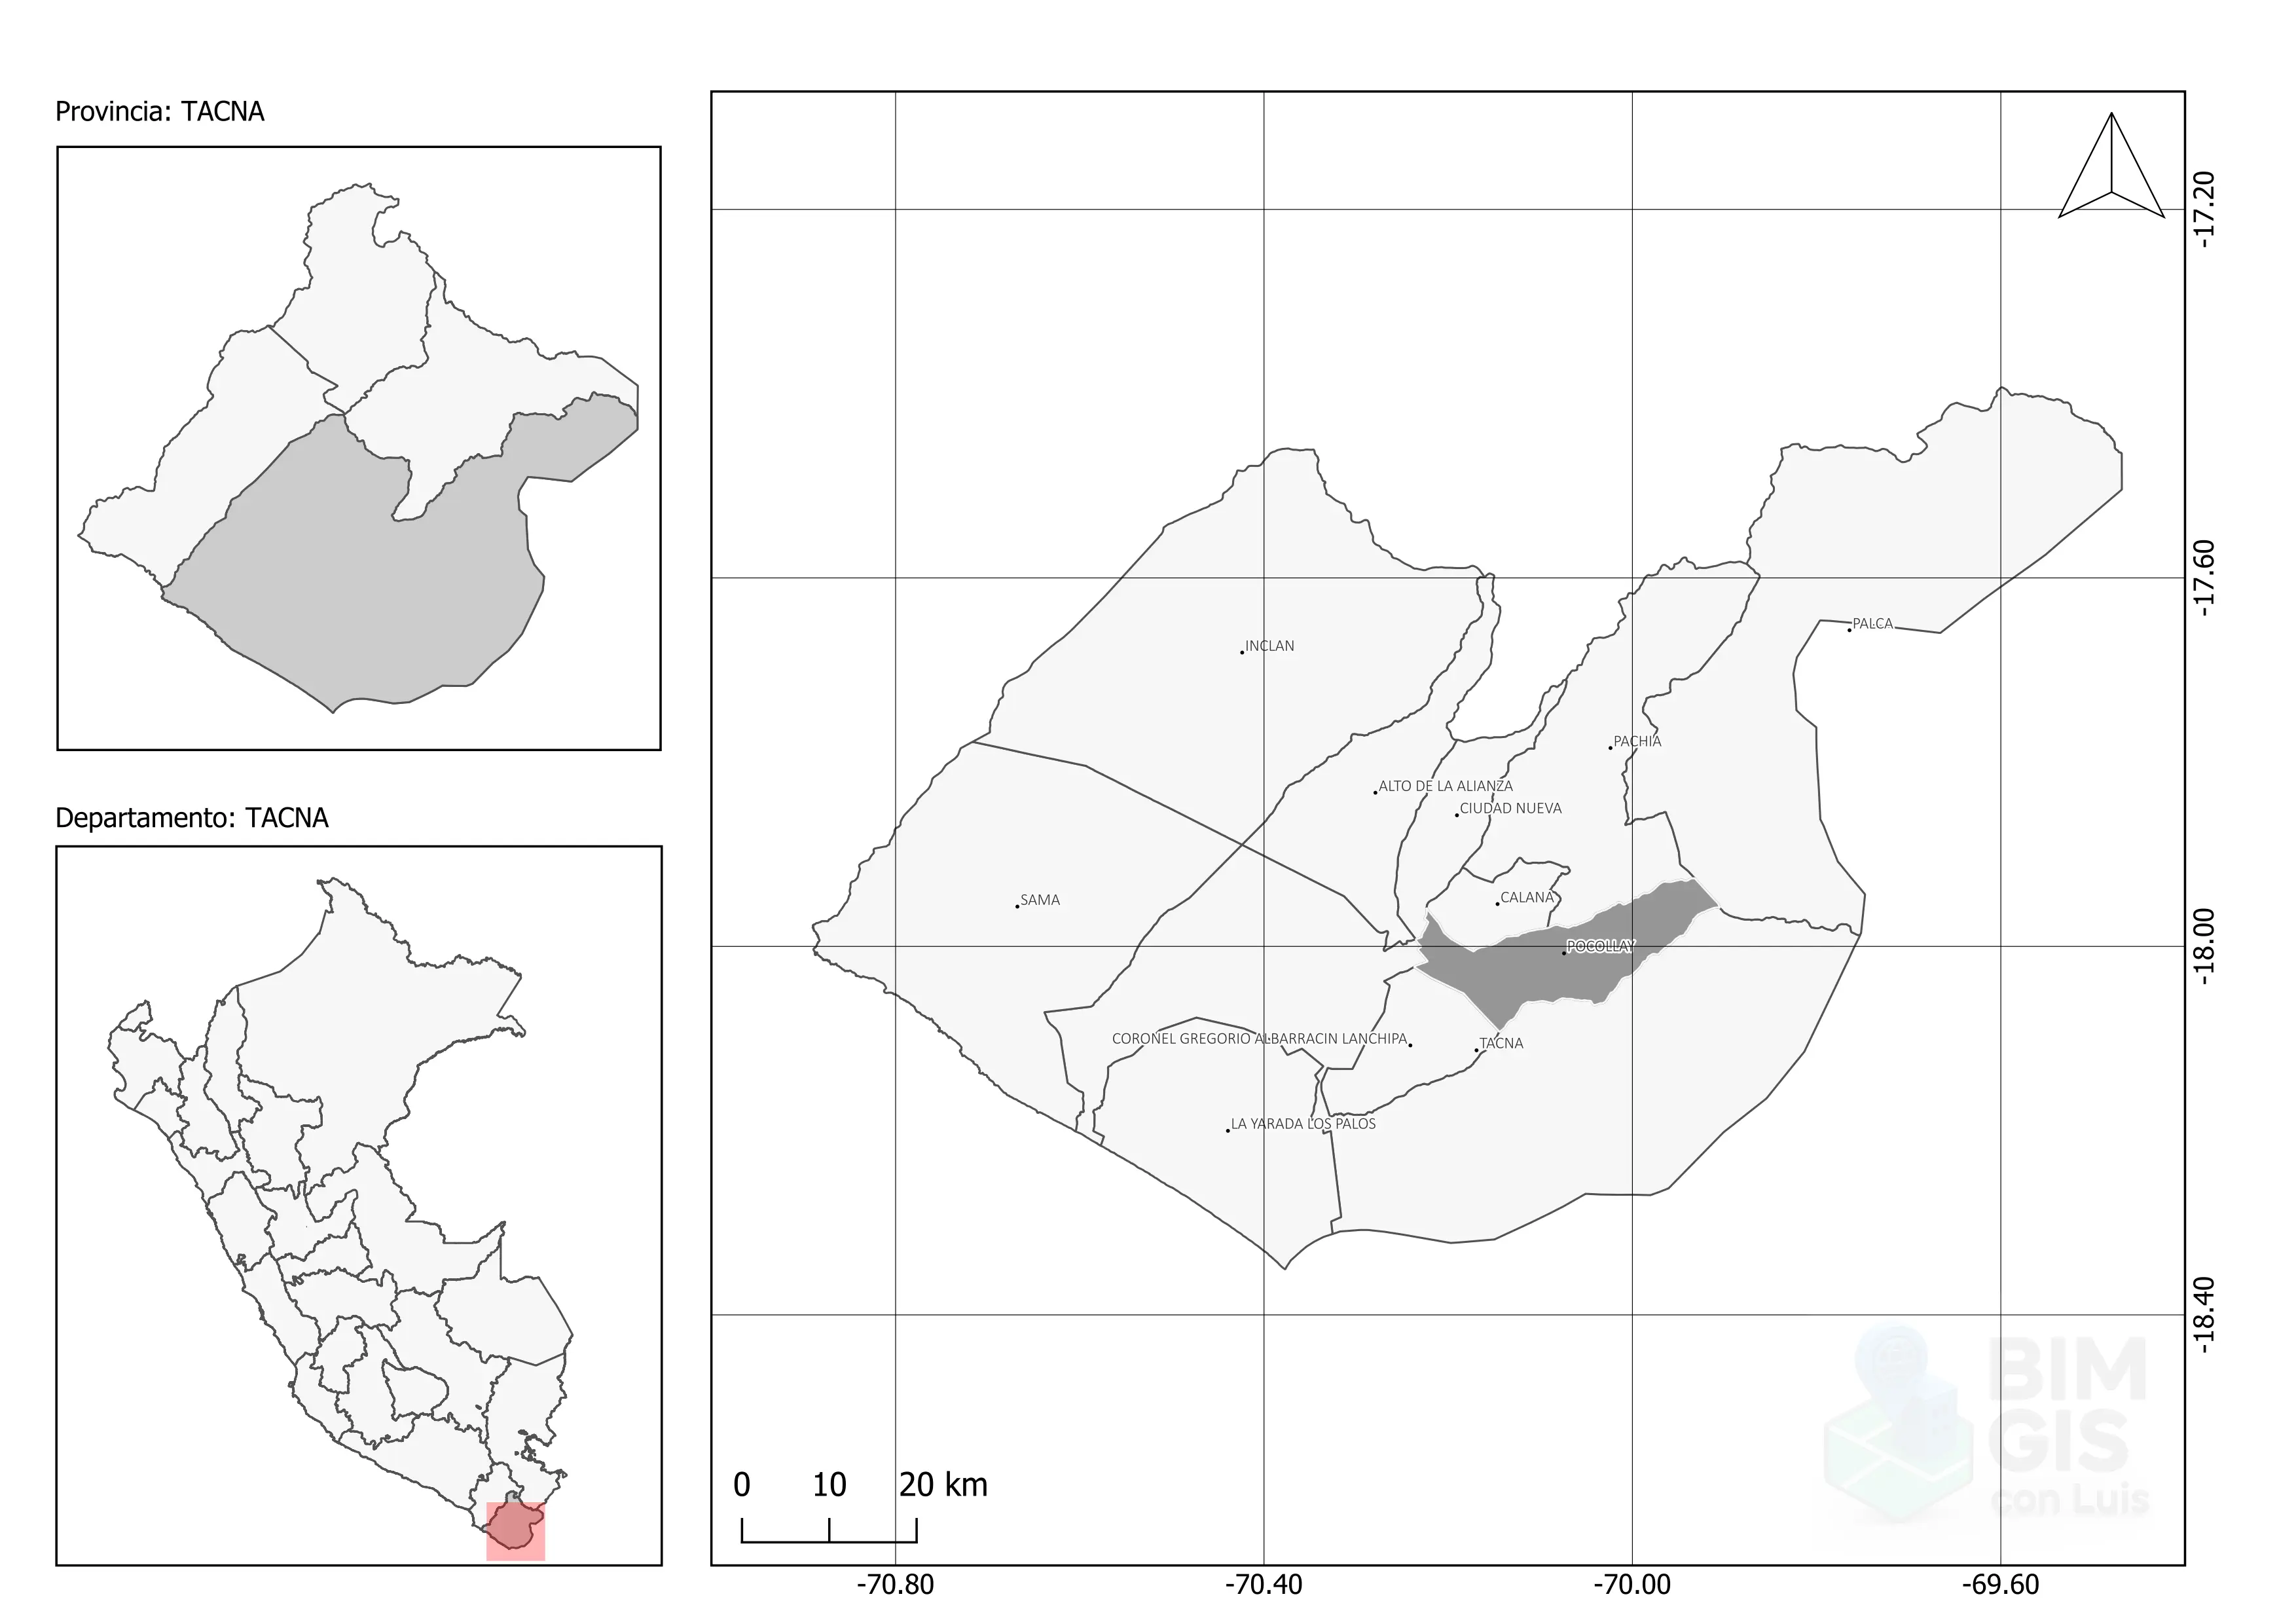 Provincia: TACNA
Departamento: TACNA
INCLAN
PALCA
PACHIA
ALTO DE LA ALIANZA
CIUDAD NUEVA
SAMA
CALANA
POCOLLAY
CORONEL GREGORIO ALBARRACIN LANCHIPA
TACNA
LA YARADA LOS PALOS
0 10 20 km
-17.20
-17.60
-18.00
-18.40
-70.80 -70.40 -70.00 -69.60
BIM
GIS
con Luis